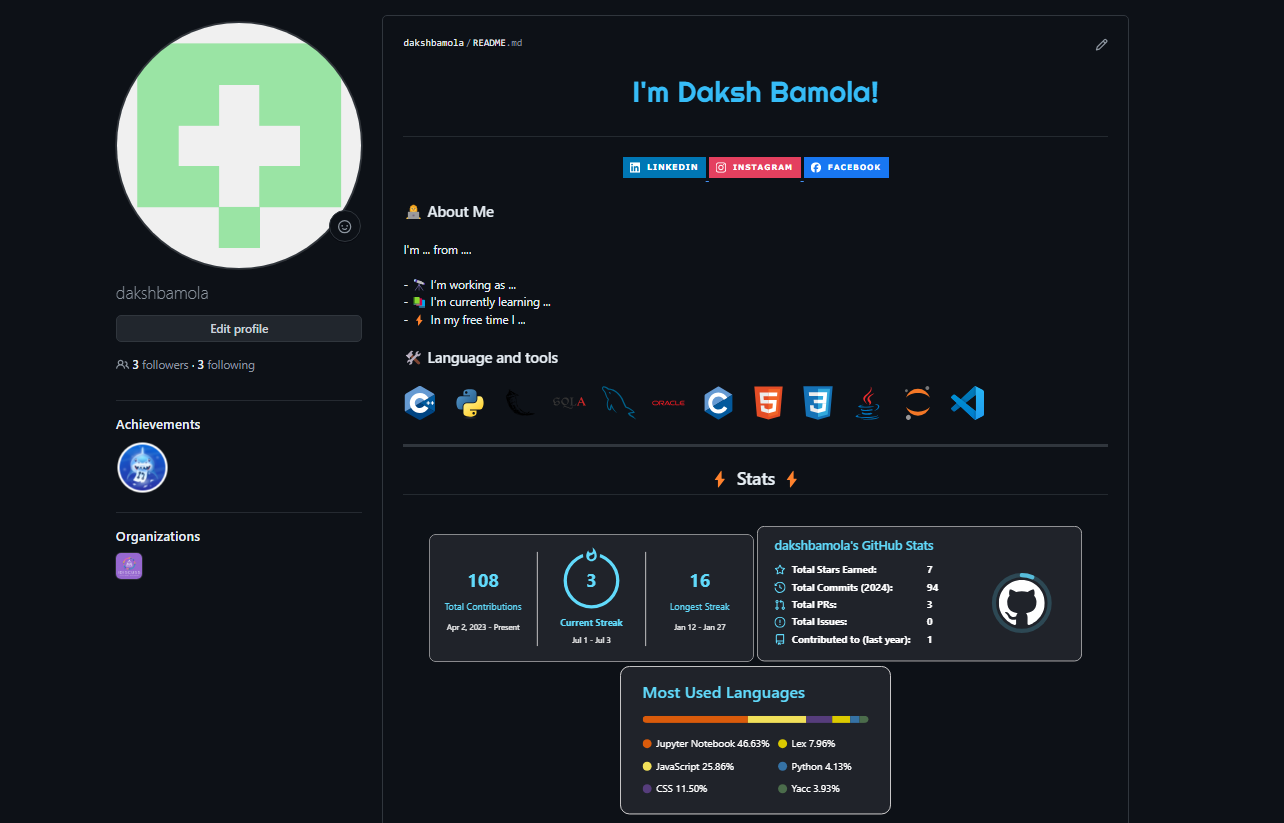 dakshbamola
Edit profile
3 followers · 3 following
Achievements
Organizations
dakshbamola / README.md
I'm Daksh Bamola!
LINKEDIN INSTAGRAM FACEBOOK
About Me
I'm ... from ....
- I’m working as ...
- I'm currently learning ...
- In my free time I ...
Language and tools
SQLA ORACLE
Stats
108
Total Contributions
Apr 2, 2023 - Present
3
Current Streak
Jul 1 - Jul 3
16
Longest Streak
Jan 12 - Jan 27
dakshbamola's GitHub Stats
Total Stars Earned: 7
Total Commits (2024): 94
Total PRs: 3
Total Issues: 0
Contributed to (last year): 1
Most Used Languages
Jupyter Notebook 46.63% Lex 7.96%
JavaScript 25.86% Python 4.13%
CSS 11.50% Yacc 3.93%